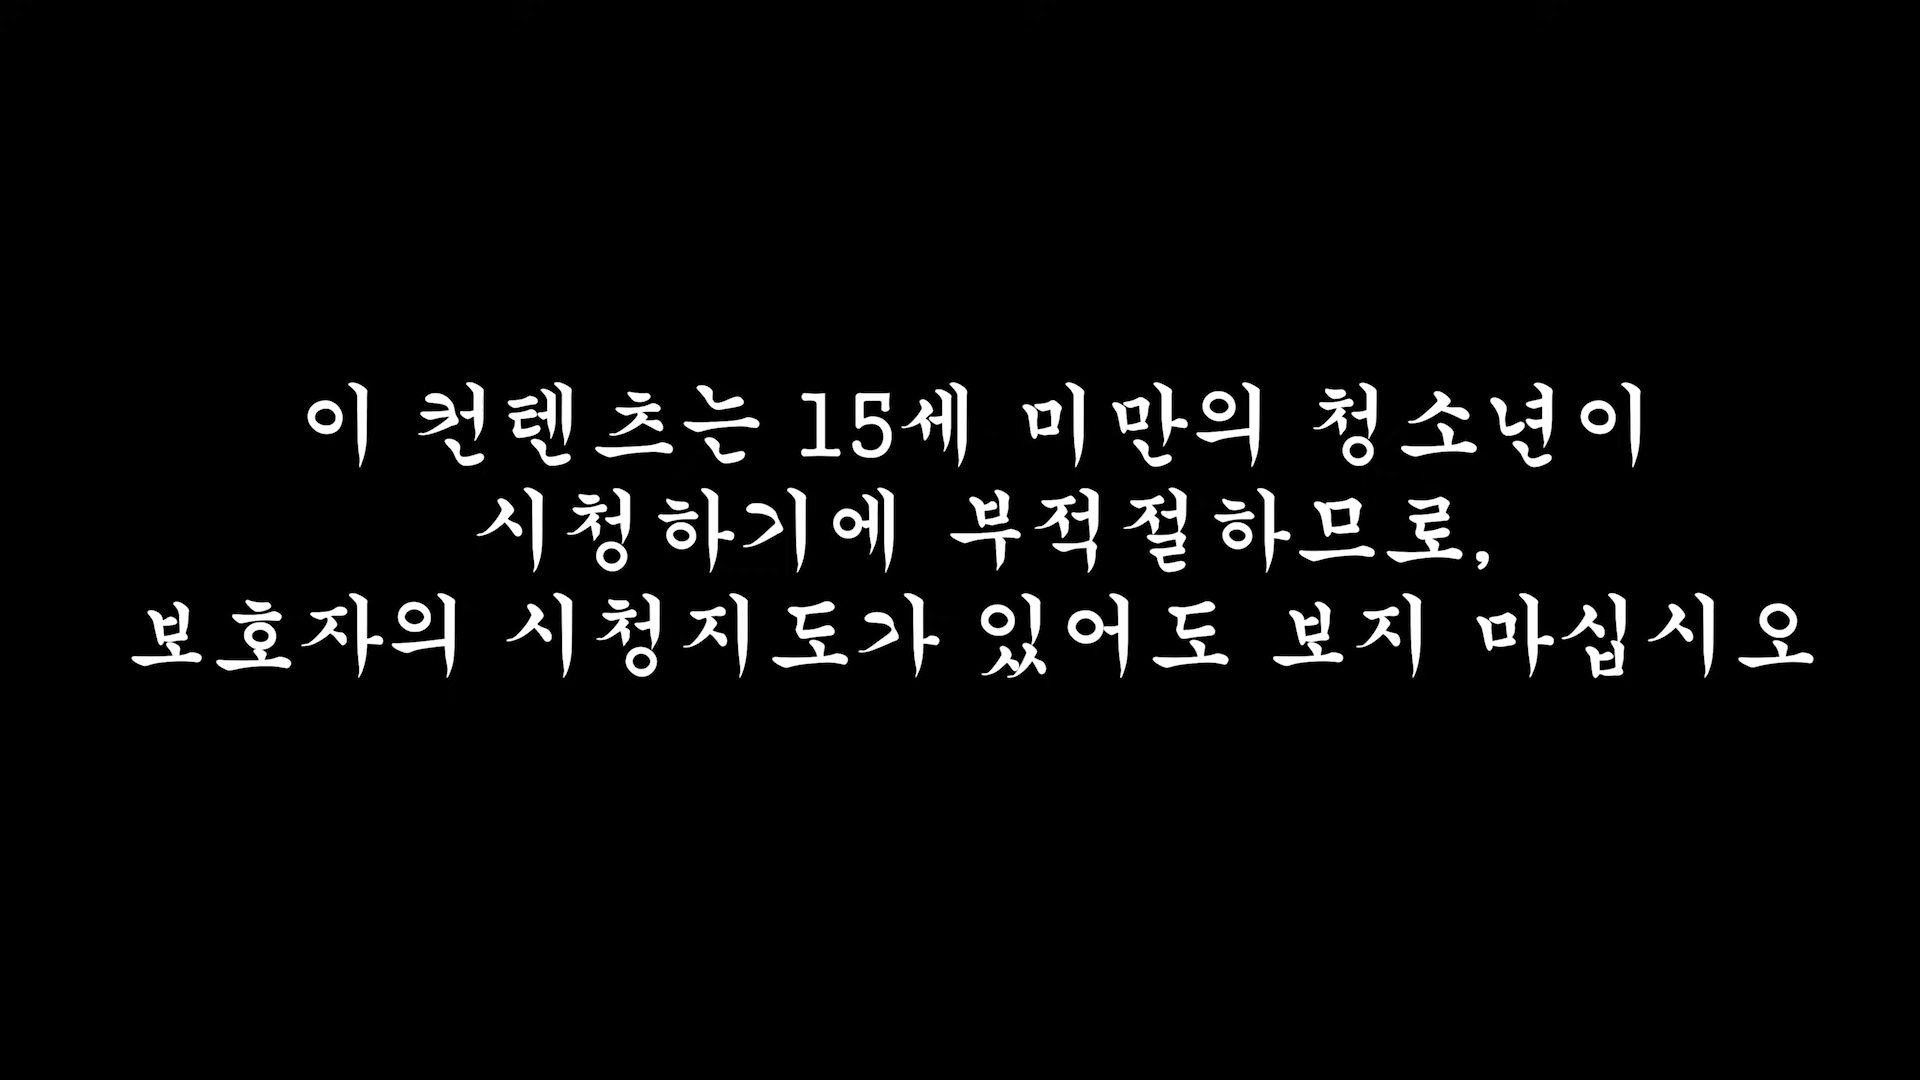 이 컨텐츠는 15세 미만의 청소년이
시청하기에 부적절하므로,
보호자의 시청지도가 있어도 보지 마십시오